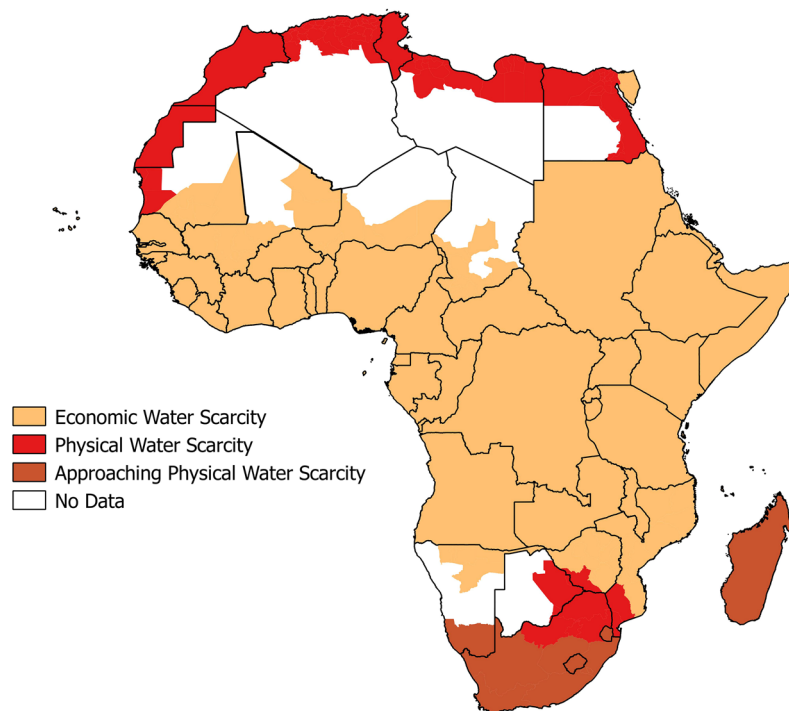 Economic Water Scarcity
Physical Water Scarcity
Approaching Physical Water Scarcity
No Data